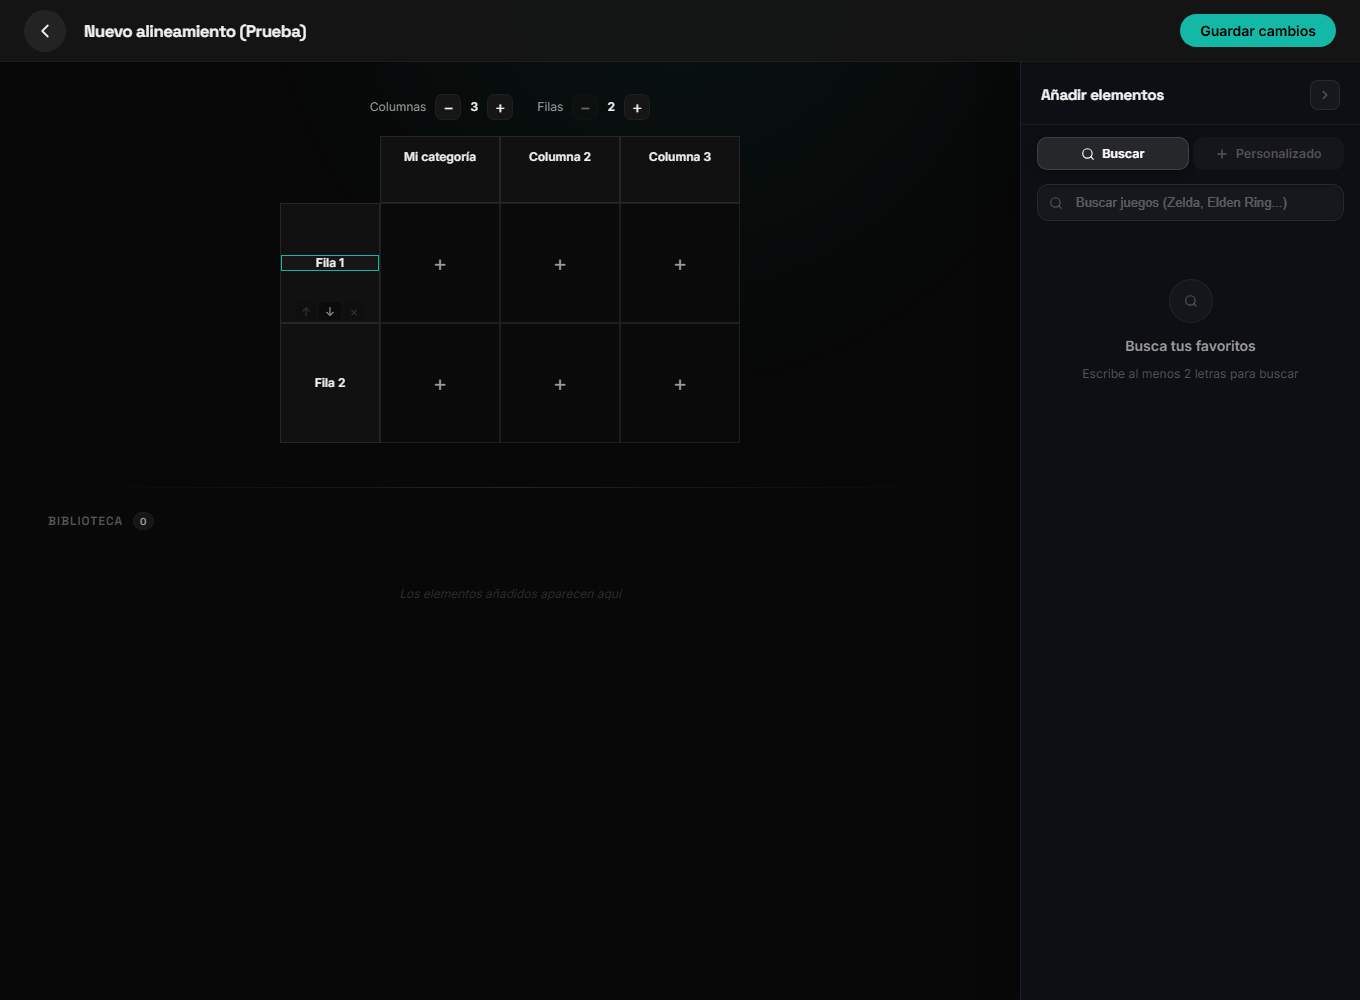 Nuevo alineamiento (Prueba)
Guardar cambios
Columnas − 3 + Filas − 2 +
Mi categoría Columna 2 Columna 3
Fila 1 + + +
↑ ↓ ×
Fila 2 + + +
BIBLIOTECA 0
Los elementos añadidos aparecen aquí
Añadir elementos
Buscar + Personalizado
Buscar juegos (Zelda, Elden Ring...)
Busca tus favoritos
Escribe al menos 2 letras para buscar